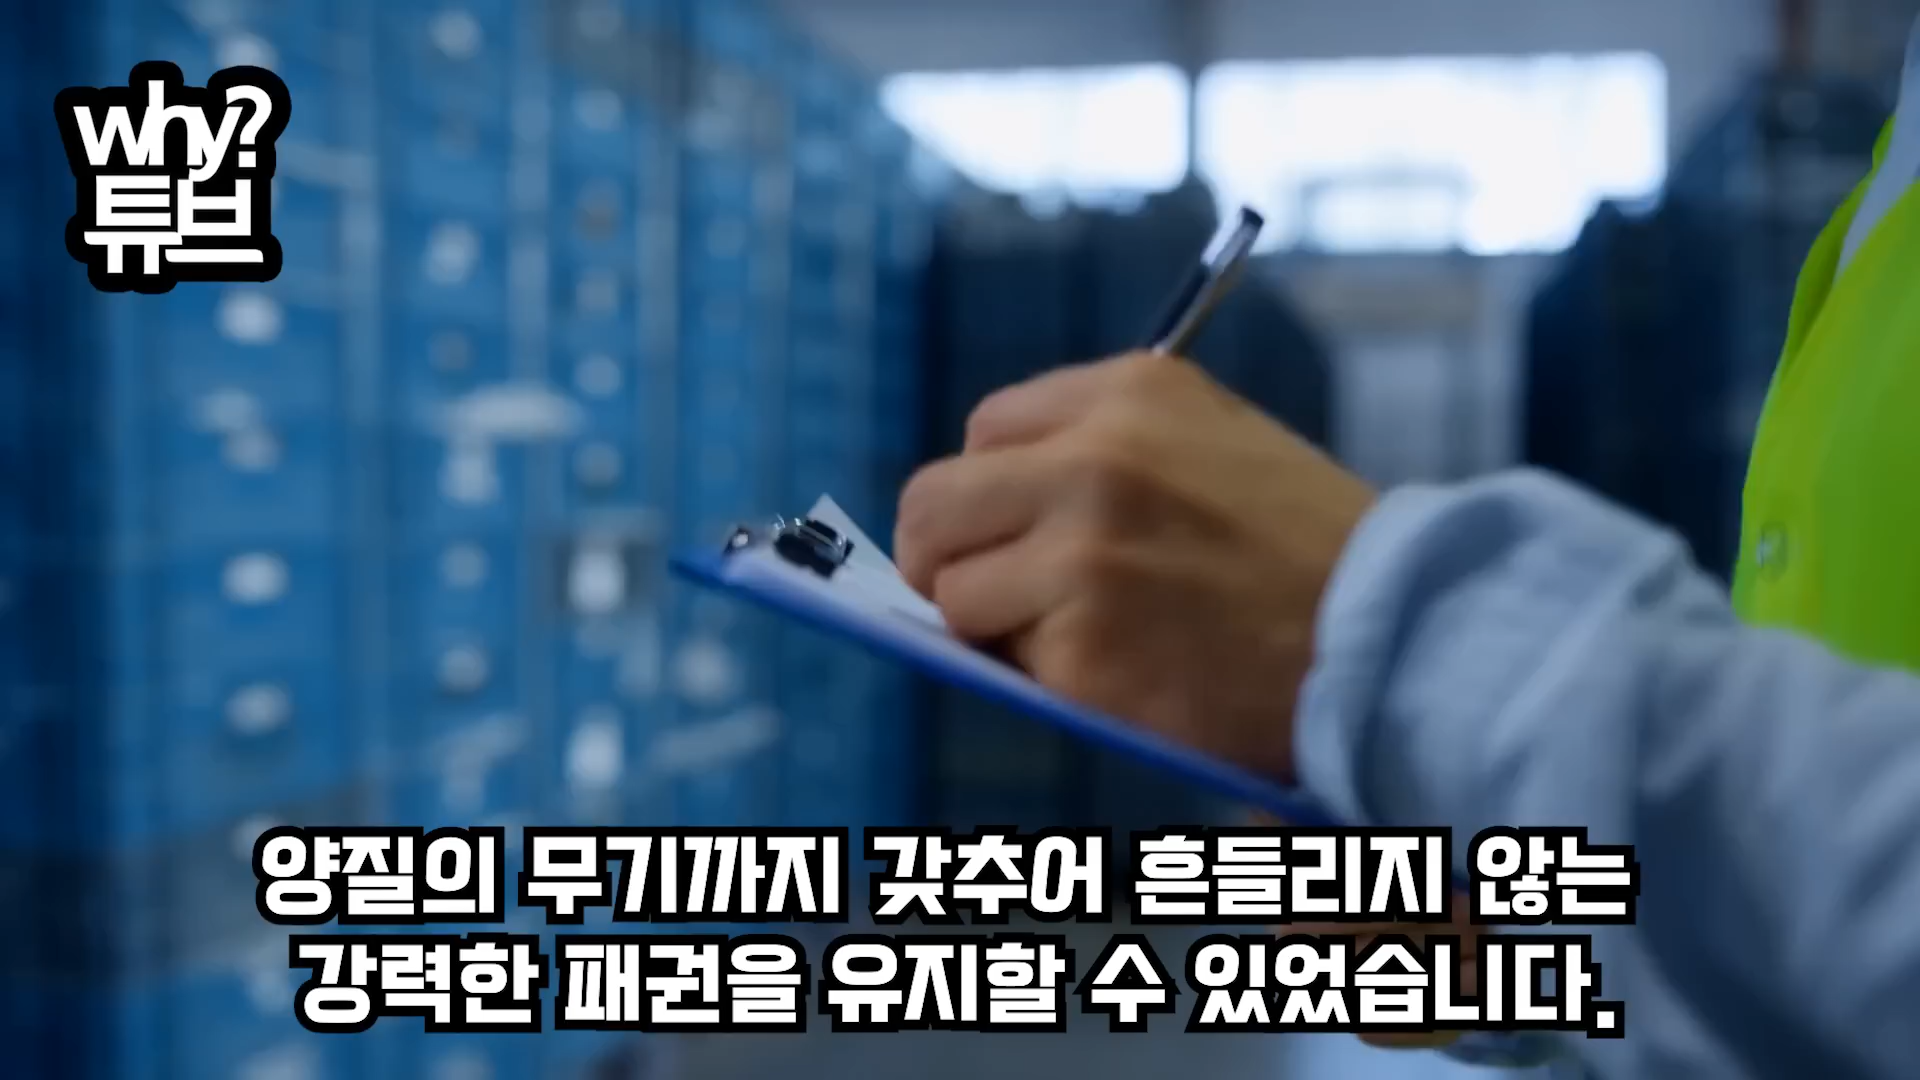 why?
튜브
양질의 무기까지 갖추어 흔들리지 않는
강력한 패권을 유지할 수 있었습니다.